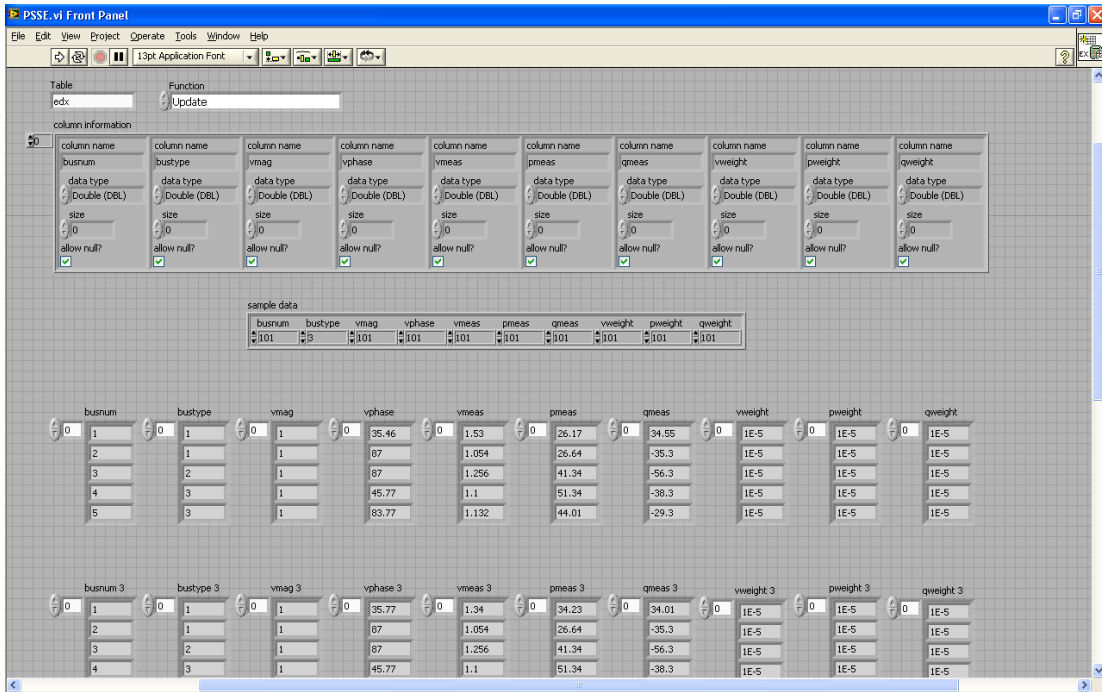 PSSE.vi Front Panel
File Edit View Project Operate Tools Window Help
13pt Application Font
?
EX
Table Function
edx Update
column information
0
column name column name column name column name column name column name column name column name column name column name
busnum bustype vmag vphase vmeas pmeas qmeas vweight pweight qweight
data type data type data type data type data type data type data type data type data type data type
Double (DBL) Double (DBL) Double (DBL) Double (DBL) Double (DBL) Double (DBL) Double (DBL) Double (DBL) Double (DBL) Double (DBL)
size size size size size size size size size size
0 0 0 0 0 0 0 0 0 0
allow null? allow null? allow null? allow null? allow null? allow null? allow null? allow null? allow null? allow null?
sample data
busnum bustype vmag vphase vmeas pmeas qmeas vweight pweight qweight
101 3 101 101 101 101 101 101 101 101
busnum bustype vmag vphase vmeas pmeas qmeas vweight pweight qweight
0 1 0 1 0 1 0 35.46 0 1.53 0 26.17 0 34.55 0 1E-5 0 1E-5 0 1E-5
2 1 1 87 1.054 26.64 -35.3 1E-5 1E-5 1E-5
3 2 1 87 1.256 41.34 -56.3 1E-5 1E-5 1E-5
4 3 1 45.77 1.1 51.34 -38.3 1E-5 1E-5 1E-5
5 3 1 83.77 1.132 44.01 -29.3 1E-5 1E-5 1E-5
busnum 3 bustype 3 vmag 3 vphase 3 vmeas 3 pmeas 3 qmeas 3 vweight 3 pweight 3 qweight 3
0 1 0 1 0 1 0 35.77 0 1.34 0 34.23 0 34.01 0 1E-5 0 1E-5 0 1E-5
2 1 1 87 1.054 26.64 -35.3 1E-5 1E-5 1E-5
3 2 1 87 1.256 41.34 -56.3 1E-5 1E-5 1E-5
4 3 1 45.77 1.1 51.34 -38.3 1E-5 1E-5 1E-5